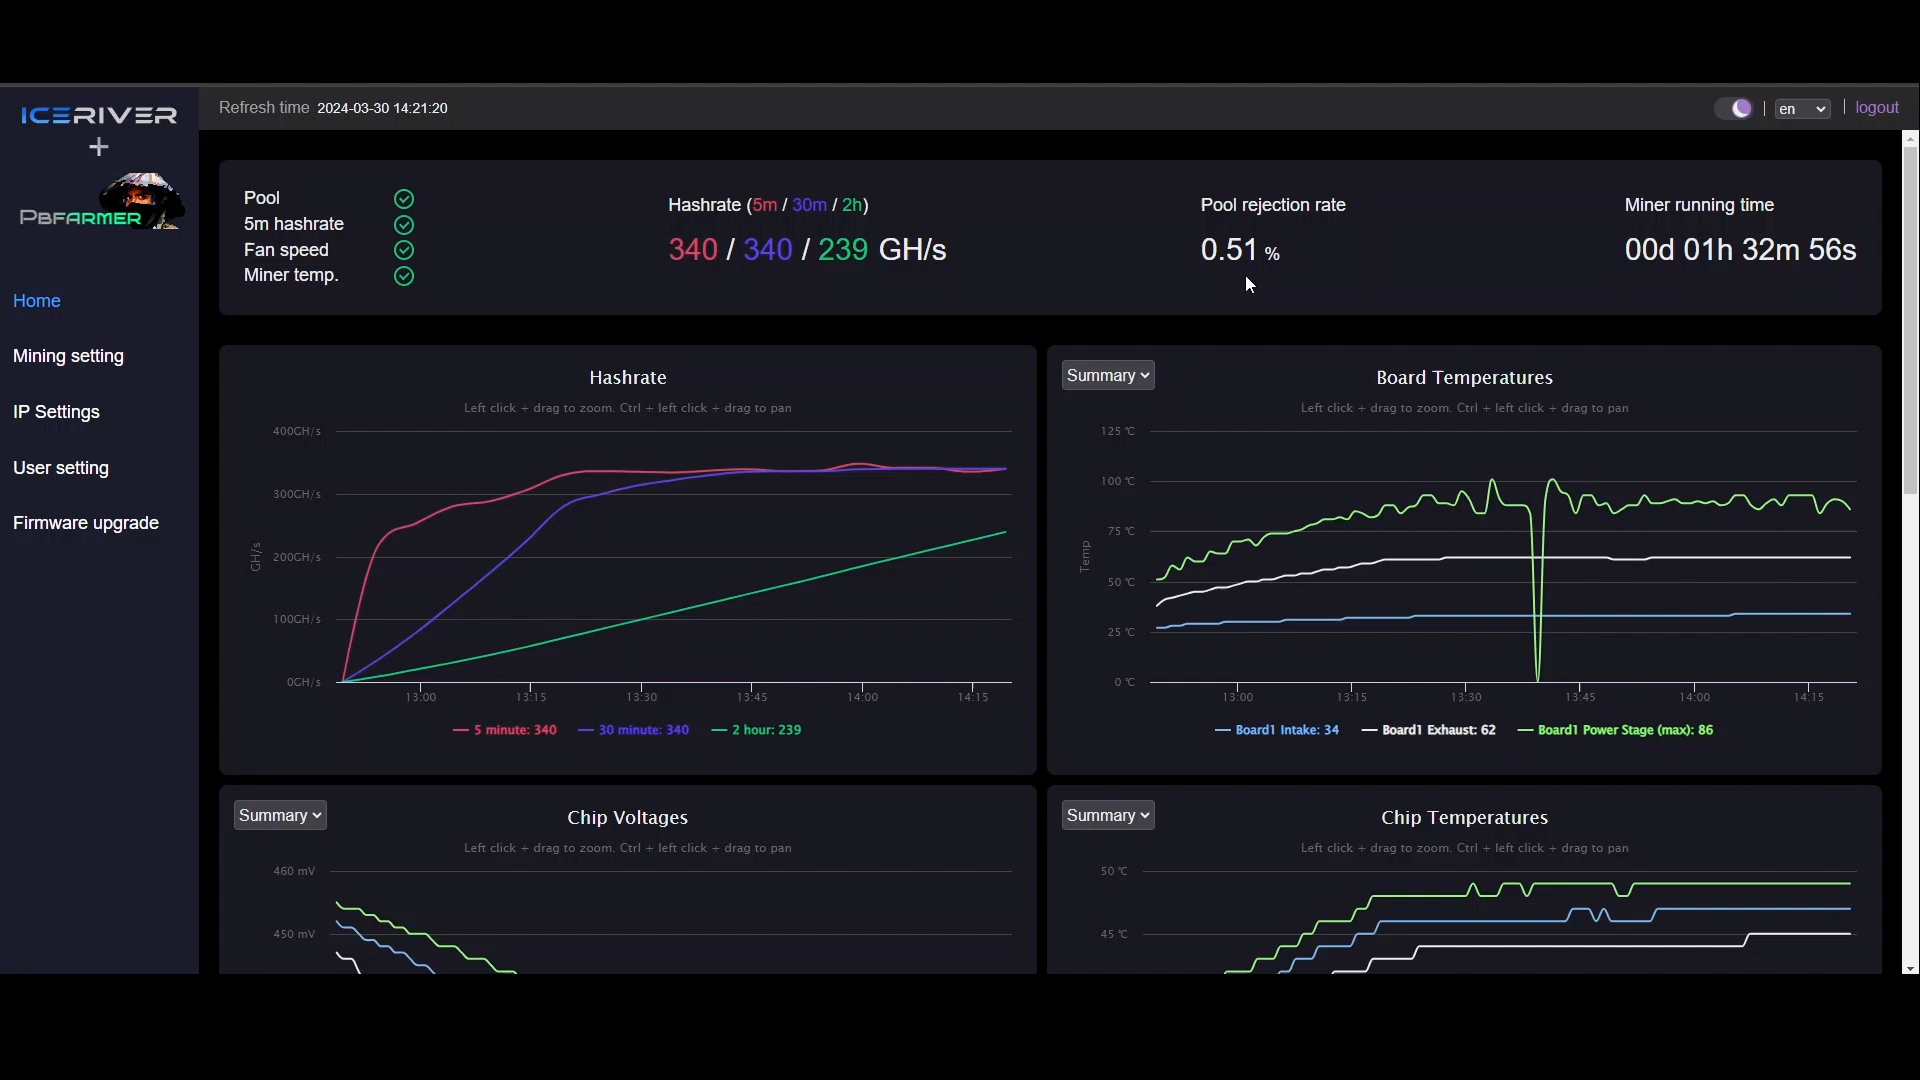 ICERIVER
+
PBFARMER
Home
Mining setting
IP Settings
User setting
Firmware upgrade
Refresh time 2024-03-30 14:21:20
en
logout
Pool
5m hashrate
Fan speed
Miner temp.
Hashrate (5m / 30m / 2h)
340 / 340 / 239 GH/s
Pool rejection rate
0.51 %
Miner running time
00d 01h 32m 56s
Hashrate
Left click + drag to zoom. Ctrl + left click + drag to pan
400GH/s
300GH/s
200GH/s
100GH/s
0GH/s
GH/s
13:00 13:15 13:30 13:45 14:00 14:15
5 minute: 340 30 minute: 340 2 hour: 239
Summary
Board Temperatures
Left click + drag to zoom. Ctrl + left click + drag to pan
125 °C
100 °C
75 °C
50 °C
25 °C
0 °C
Temp
13:00 13:15 13:30 13:45 14:00 14:15
Board1 Intake: 34 Board1 Exhaust: 62 Board1 Power Stage (max): 86
Summary
Chip Voltages
Left click + drag to zoom. Ctrl + left click + drag to pan
460 mV
450 mV
Summary
Chip Temperatures
Left click + drag to zoom. Ctrl + left click + drag to pan
50 °C
45 °C